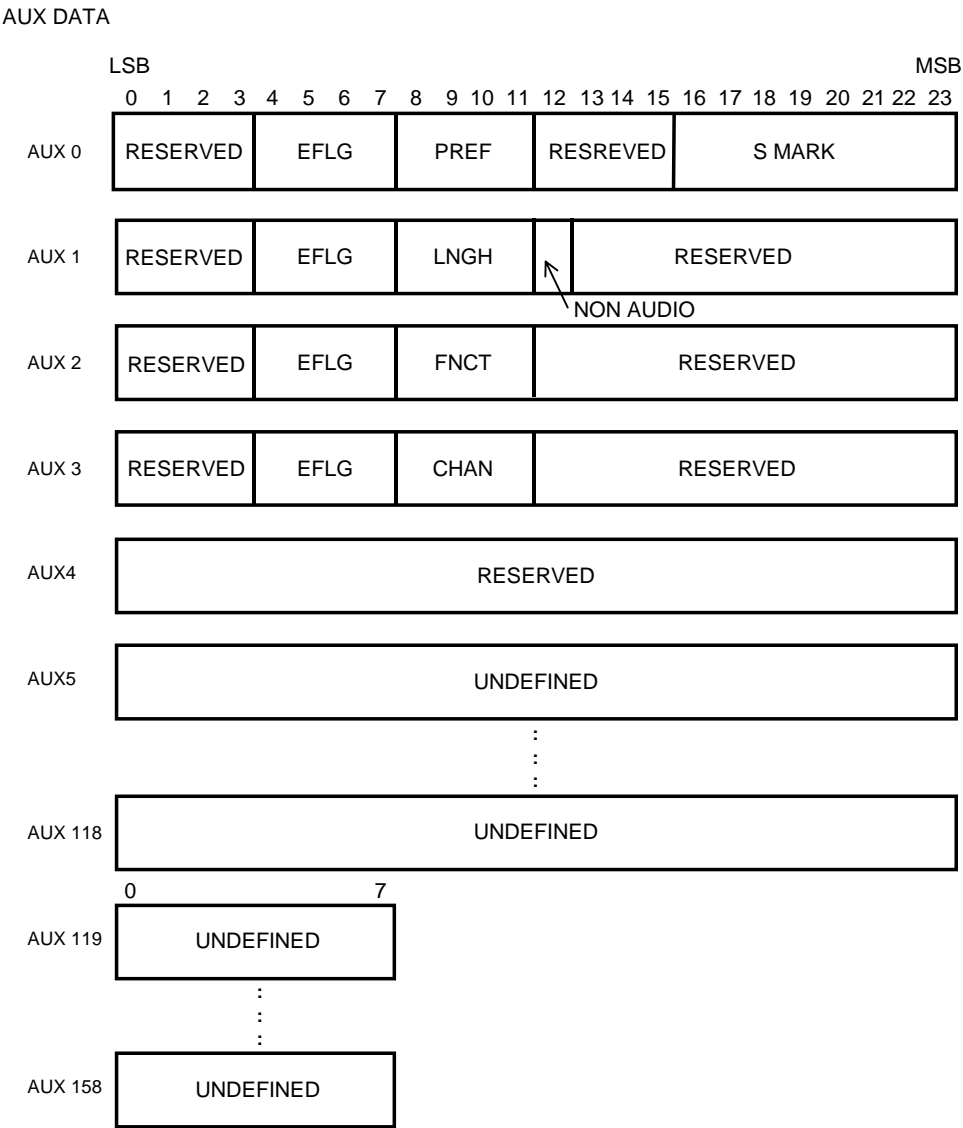 AUX DATA
LSB MSB
0 1 2 3 4 5 6 7 8 9 10 11 12 13 14 15 16 17 18 19 20 21 22 23
AUX 0 RESERVED EFLG PREF RESREVED S MARK
AUX 1 RESERVED EFLG LNGH RESERVED
NON AUDIO
AUX 2 RESERVED EFLG FNCT RESERVED
AUX 3 RESERVED EFLG CHAN RESERVED
AUX4 RESERVED
AUX5 UNDEFINED
AUX 118 UNDEFINED
0 7
AUX 119 UNDEFINED
AUX 158 UNDEFINED